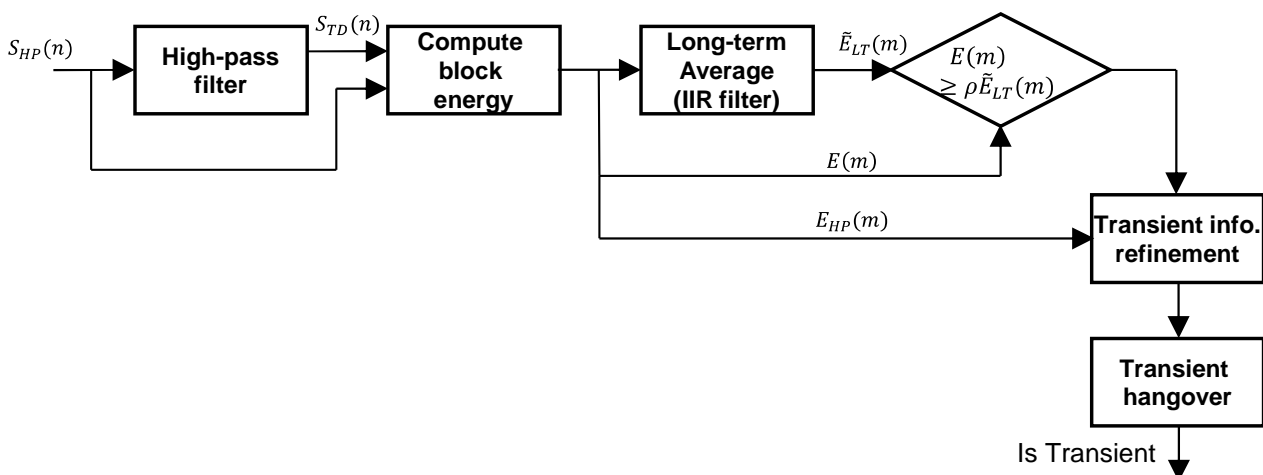 S_HP(n)
High-pass
filter
S_TD(n)
Compute
block
energy
Long-term
Average
(IIR filter)
Ẽ_LT(m)
E(m)
≥ ρẼ_LT(m)
E(m)
E_HP(m)
Transient info.
refinement
Transient
hangover
Is Transient